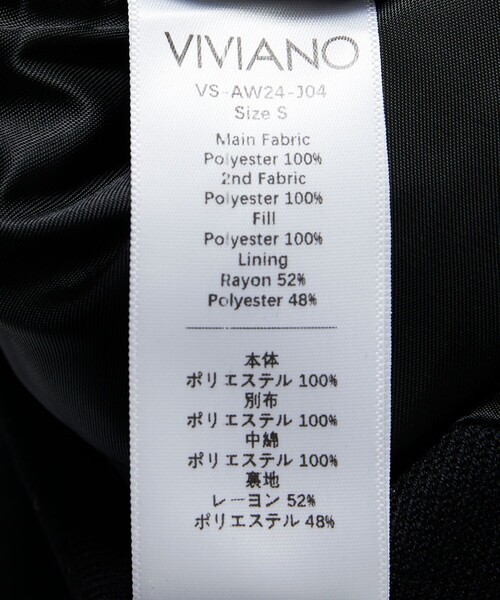 VIVIANO
VS-AW24-J04
Size S
Main Fabric
Polyester 100%
2nd Fabric
Polyester 100%
Fill
Polyester 100%
Lining
Rayon 52%
Polyester 48%
本体
ポリエステル 100%
別布
ポリエステル 100%
中綿
ポリエステル 100%
裏地
レーヨン 52%
ポリエステル 48%